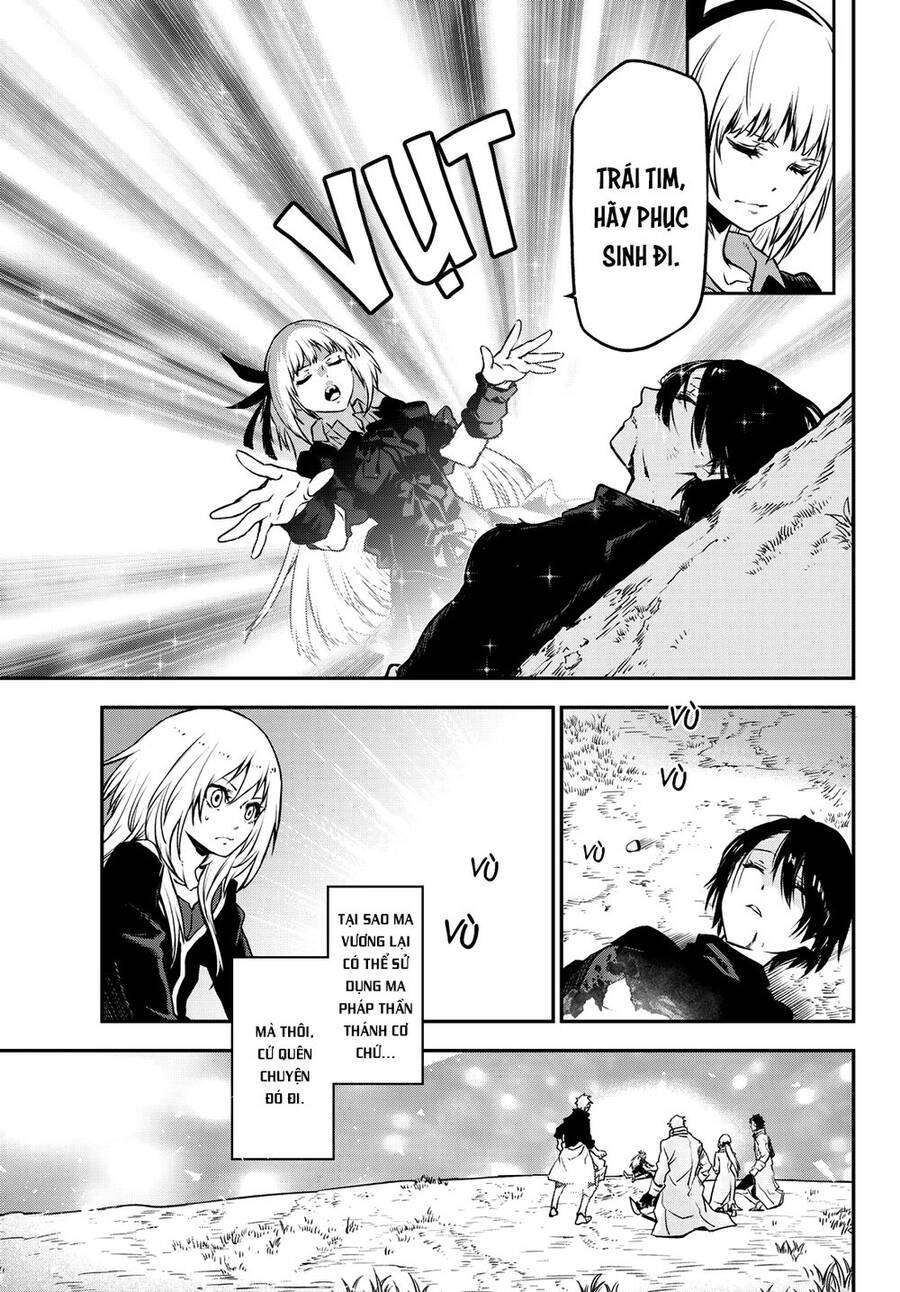 TRÁI TIM,
HÃY PHỤC
SINH ĐI.
VỤT
VÙ
VÙ
VÙ
VÙ
VÙ
TẠI SAO MA
VƯƠNG LẠI
CÓ THỂ SỬ
DỤNG MA
PHÁP THẦN
THÁNH CƠ
CHỨ...
MÀ THÔI,
CỨ QUÊN
CHUYỆN
ĐÓ ĐI.